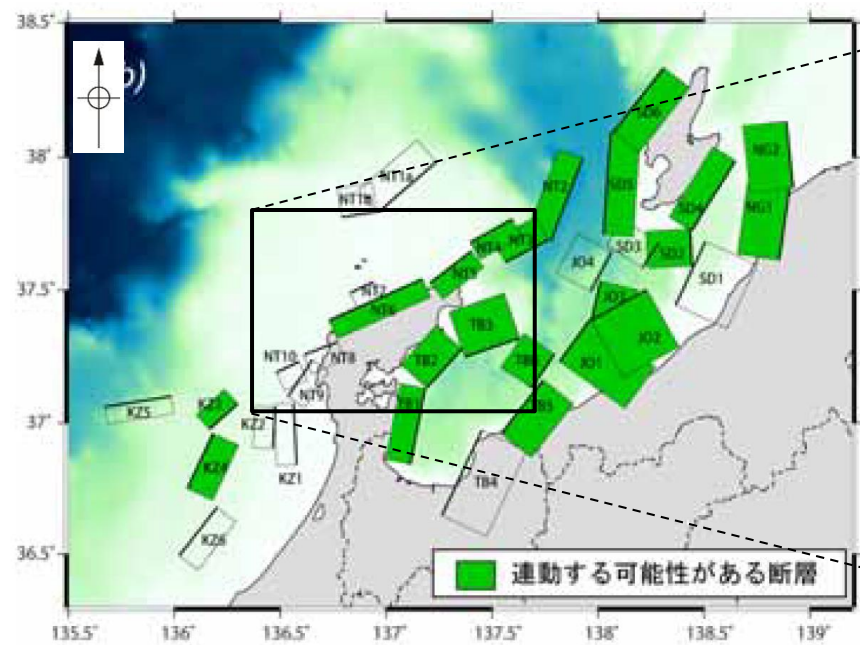 38.5˚
b)
SD6
38˚
NT1a
NG2
NT1b
NT2
SD5
SD4
NG1
NT4
NT3
SD3
SD2
JO4
NT5
SD1
37.5˚
NT7
JO3
NT6
TB3
JO2
NT10
NT8
TB2
TB6
JO1
NT9
KZ5
KZ3
TB1
TB5
37˚
KZ2
KZ4
KZ1
TB4
KZ6
36.5˚
連動する可能性がある断層
135.5˚ 136˚ 136.5˚ 137˚ 137.5˚ 138˚ 138.5˚ 139˚